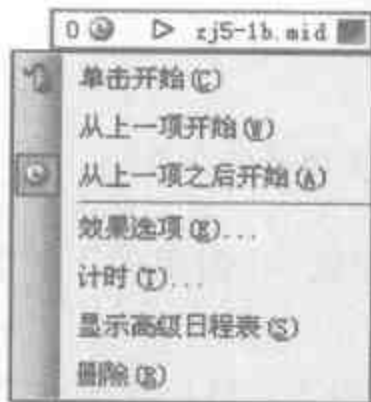 0 zj5-1b.mid
单击开始(C)
从上一项开始(W)
从上一项之后开始(A)
效果选项(E)...
计时(T)...
显示高级日程表(S)
删除(R)